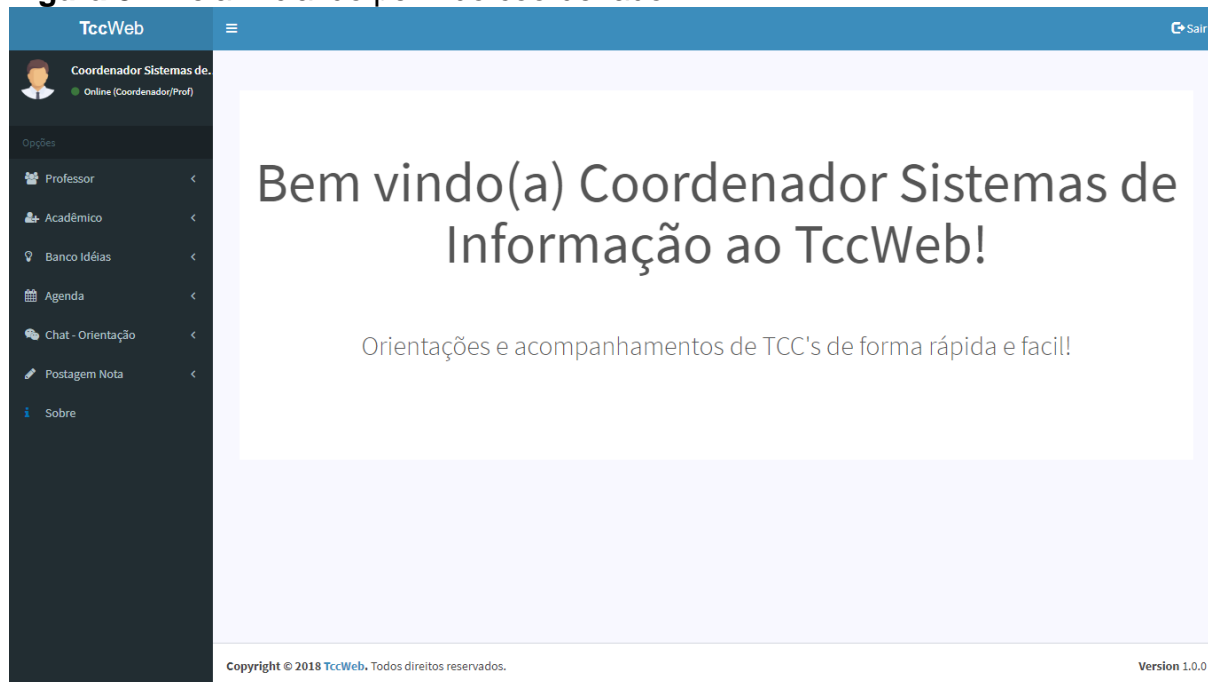 TccWeb
Sair
Coordenador Sistemas de.
Online (Coordenador/Prof)
Opções
Professor
Acadêmico
Banco Idéias
Agenda
Chat - Orientação
Postagem Nota
Sobre
Bem vindo(a) Coordenador Sistemas de
Informação ao TccWeb!
Orientações e acompanhamentos de TCC's de forma rápida e facil!
Copyright © 2018 TccWeb. Todos direitos reservados.
Version 1.0.0